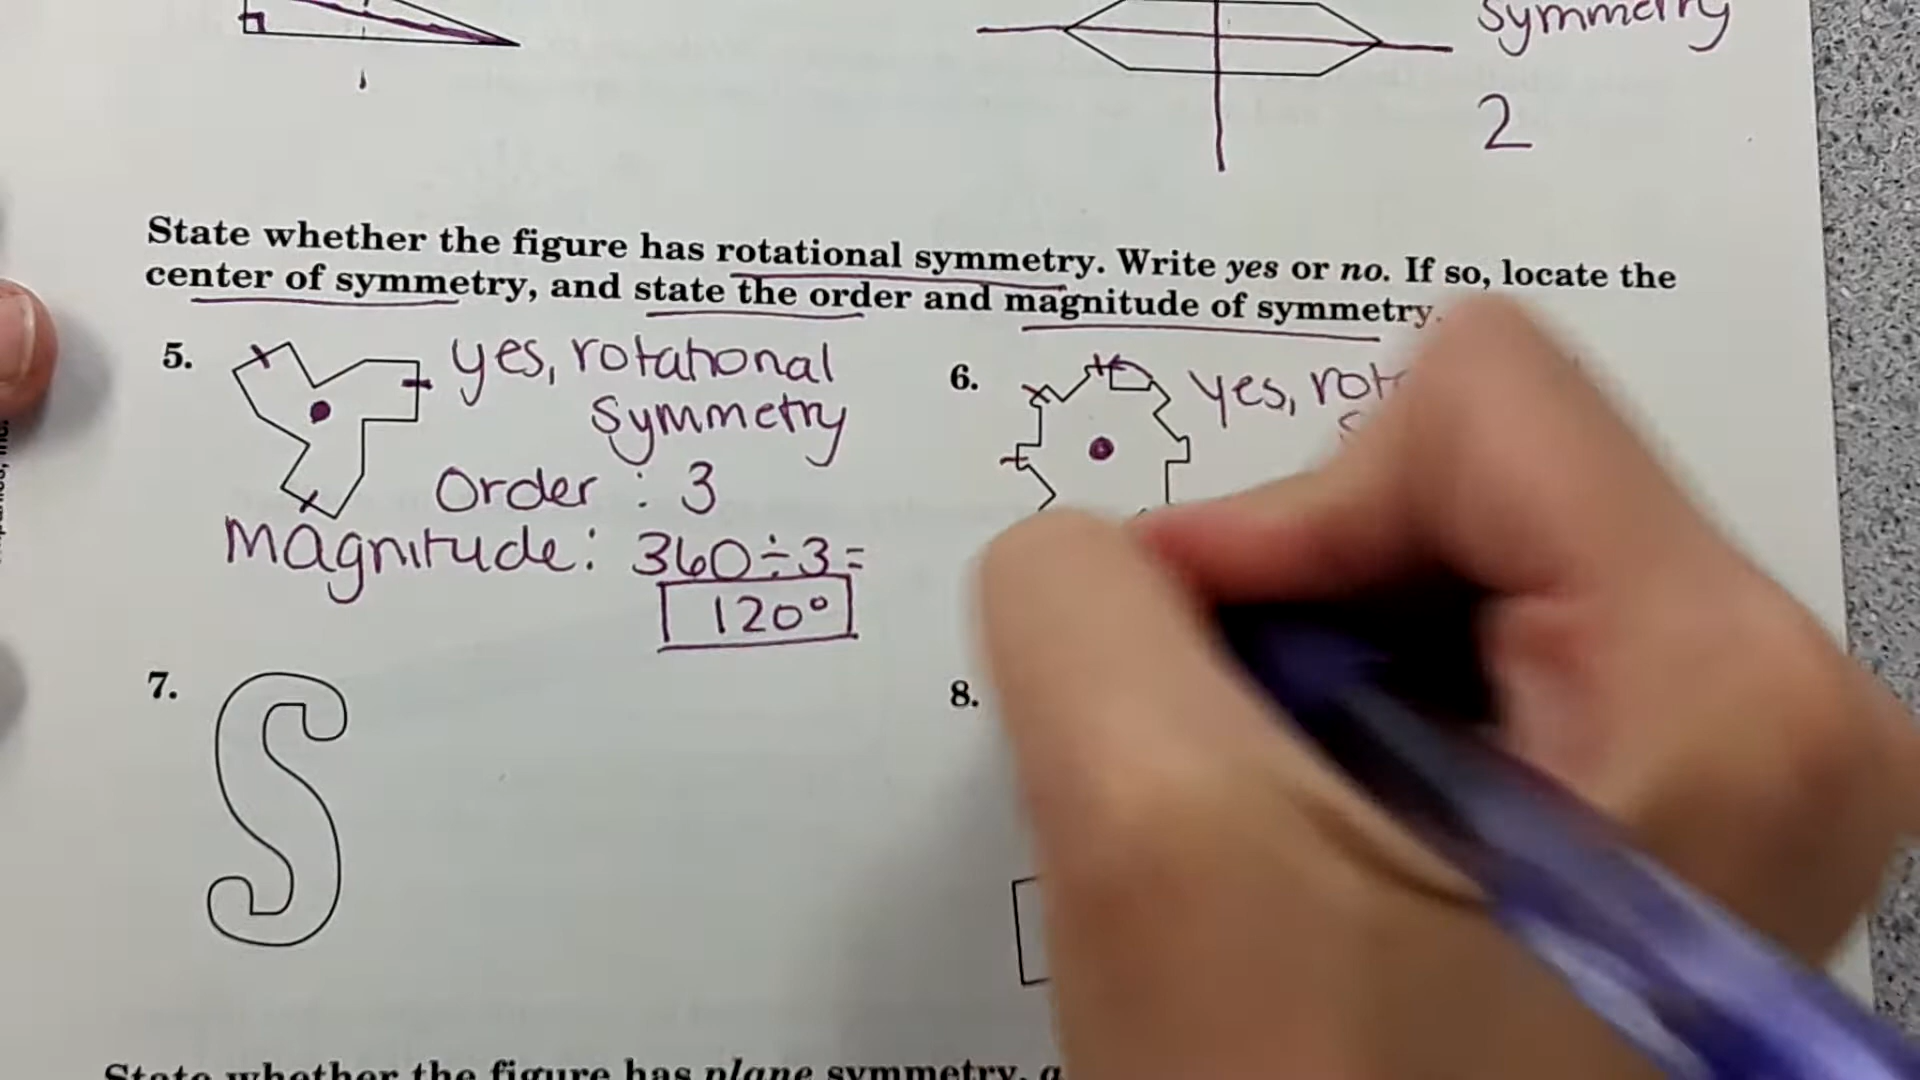 symmetry
2
State whether the figure has rotational symmetry. Write yes or no. If so, locate the
center of symmetry, and state the order and magnitude of symmetry.
5.
yes, rotational
symmetry
Order : 3
Magnitude: 360÷3=
120°
6.
yes,
7.
8.
State whether the figure has plane symmetry,